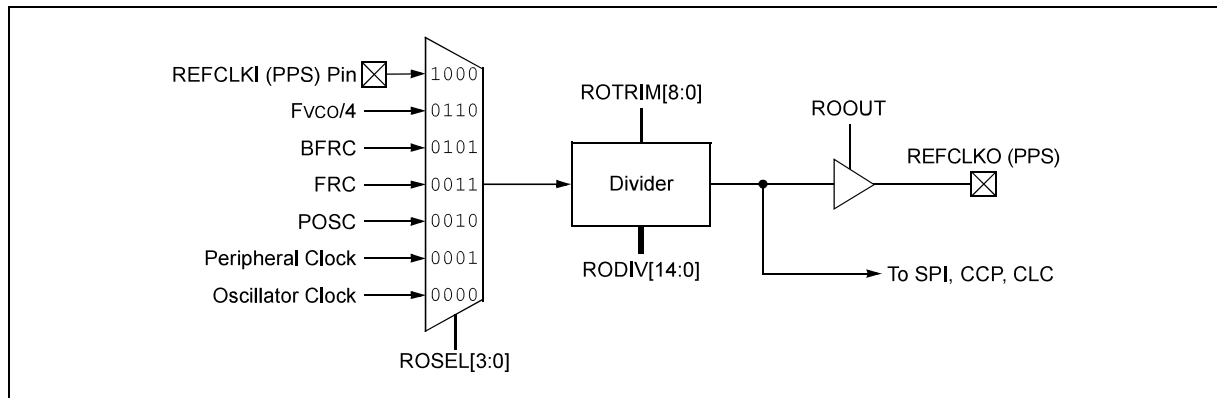 REFCLKI (PPS) Pin
1000
FVCO/4
0110
BFRC
0101
FRC
0011
POSC
0010
Peripheral Clock
0001
Oscillator Clock
0000
ROSEL[3:0]
ROTRIM[8:0]
Divider
RODIV[14:0]
ROOUT
REFCLKO (PPS)
To SPI, CCP, CLC